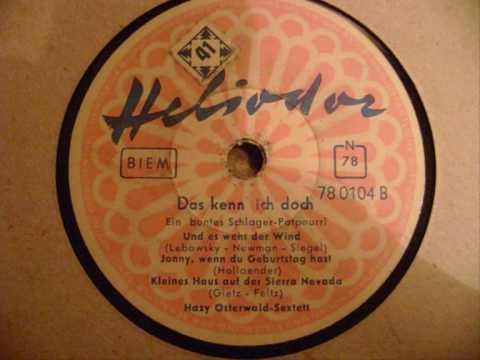 41
Heliodor
BIEM
N
78
78 0104 B
Das kenn ich doch
Ein buntes Schlager-Potpourri
Und es weht der Wind
(Lebowsky - Newman - Siegel)
Jonny, wenn du Geburtstag hast
(Hollaender)
Kleines Haus auf der Sierra Nevada
(Gietz - Feltz)
Hazy Osterwald-Sextett